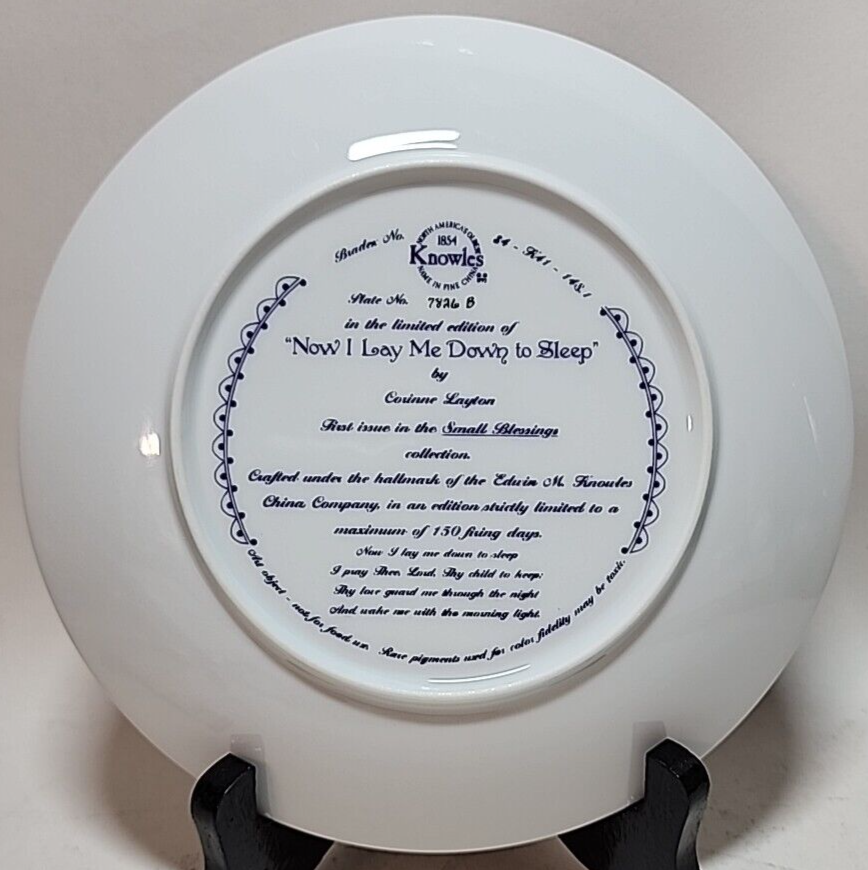 Bradex No. 84 - K41 - 148.1
NORTH AMERICA'S OLDEST
1854
Knowles
NAME IN FINE CHINA
Plate No. 7826 B
in the limited edition of
"Now I Lay Me Down to Sleep"
by
Corinne Layton
First issue in the Small Blessings
collection.
Crafted under the hallmark of the Edwin M. Knowles
China Company, in an edition strictly limited to a
maximum of 150 firing days.
Now I lay me down to sleep
I pray Thee, Lord, Thy child to keep;
Thy love guard me through the night
And wake me with the morning light.
Art object - not for food use. Rare pigments used for color fidelity may be toxic.